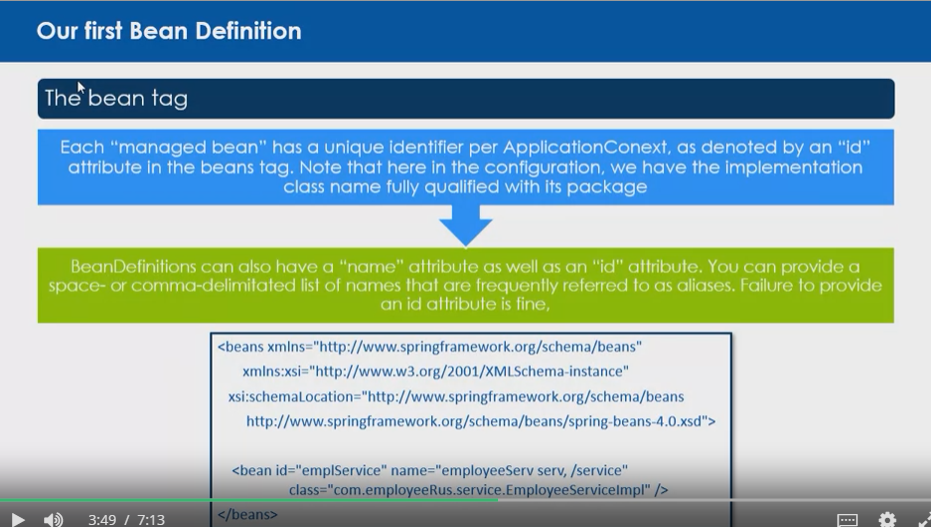 Our first Bean Definition
The bean tag
Each “managed bean” has a unique identifier per ApplicationConext, as denoted by an “id”
attribute in the beans tag. Note that here in the configuration, we have the implementation
class name fully qualified with its package
BeanDefinitions can also have a “name” attribute as well as an “id” attribute. You can provide a
space- or comma-delimitated list of names that are frequently referred to as aliases. Failure to provide
an id attribute is fine,
<beans xmlns="http://www.springframework.org/schema/beans"
xmlns:xsi="http://www.w3.org/2001/XMLSchema-instance"
xsi:schemaLocation="http://www.springframework.org/schema/beans
http://www.springframework.org/schema/beans/spring-beans-4.0.xsd">
<bean id="emplService" name="employeeServ serv, /service"
class="com.employeeRus.service.EmployeeServiceImpl" />
</beans>
3:49 / 7:13